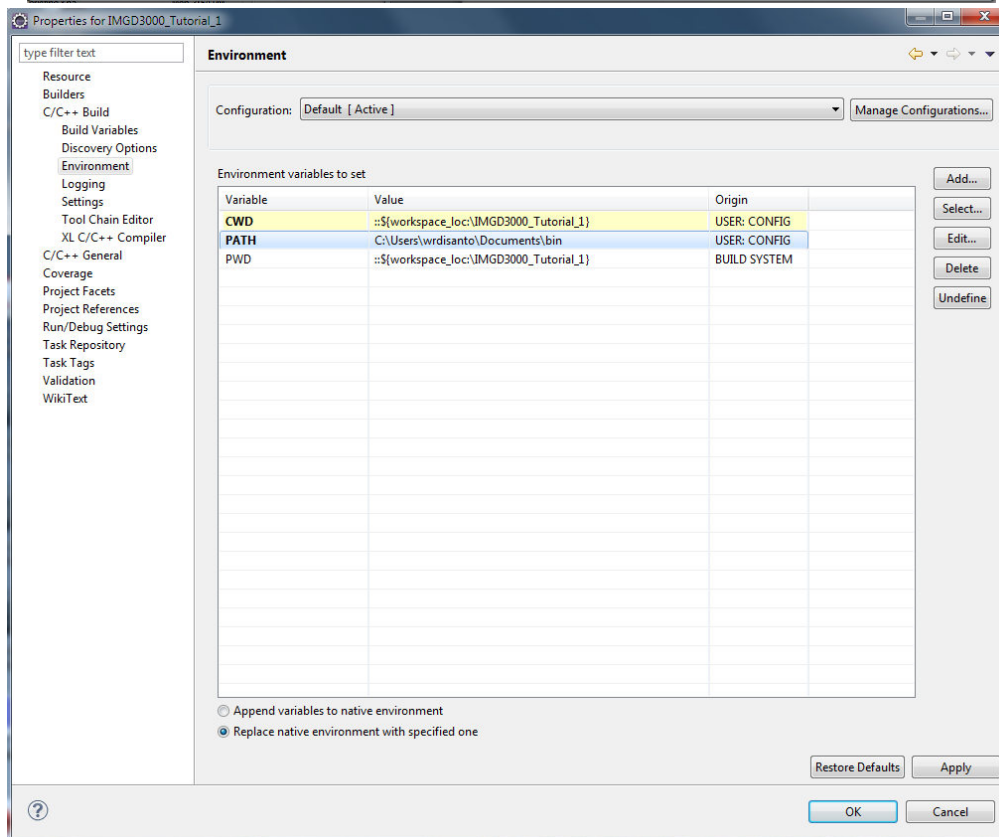 Properties for IMGD3000_Tutorial_1
type filter text
Resource
Builders
C/C++ Build
Build Variables
Discovery Options
Environment
Logging
Settings
Tool Chain Editor
XL C/C++ Compiler
C/C++ General
Coverage
Project Facets
Project References
Run/Debug Settings
Task Repository
Task Tags
Validation
WikiText
Environment
Configuration: Default [ Active ] Manage Configurations...
Environment variables to set
Variable Value Origin
CWD ::${workspace_loc:\IMGD3000_Tutorial_1} USER: CONFIG
PATH C:\Users\wrdisanto\Documents\bin USER: CONFIG
PWD ::${workspace_loc:\IMGD3000_Tutorial_1} BUILD SYSTEM
Add...
Select...
Edit...
Delete
Undefine
Append variables to native environment
Replace native environment with specified one
Restore Defaults Apply
? OK Cancel